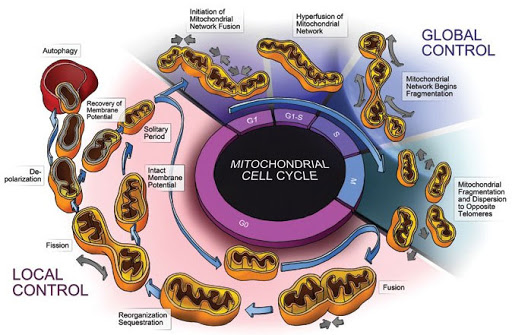 Initiation of
Mitochondrial
Network Fusion
Hyperfusion of
Mitochondrial
Network
GLOBAL
CONTROL
Autophagy
Mitochondrial
Network Begins
Fragmentation
Recovery of
Membrane
Potential
Solitary
Period
G1
G1-S
S
M
G0
MITOCHONDRIAL
CELL CYCLE
De-
polarization
Intact
Membrane
Potential
Mitochondrial
Fragmentation
and Dispersion
to Opposite
Telomeres
Fission
LOCAL
CONTROL
Fusion
Reorganization
Sequestration